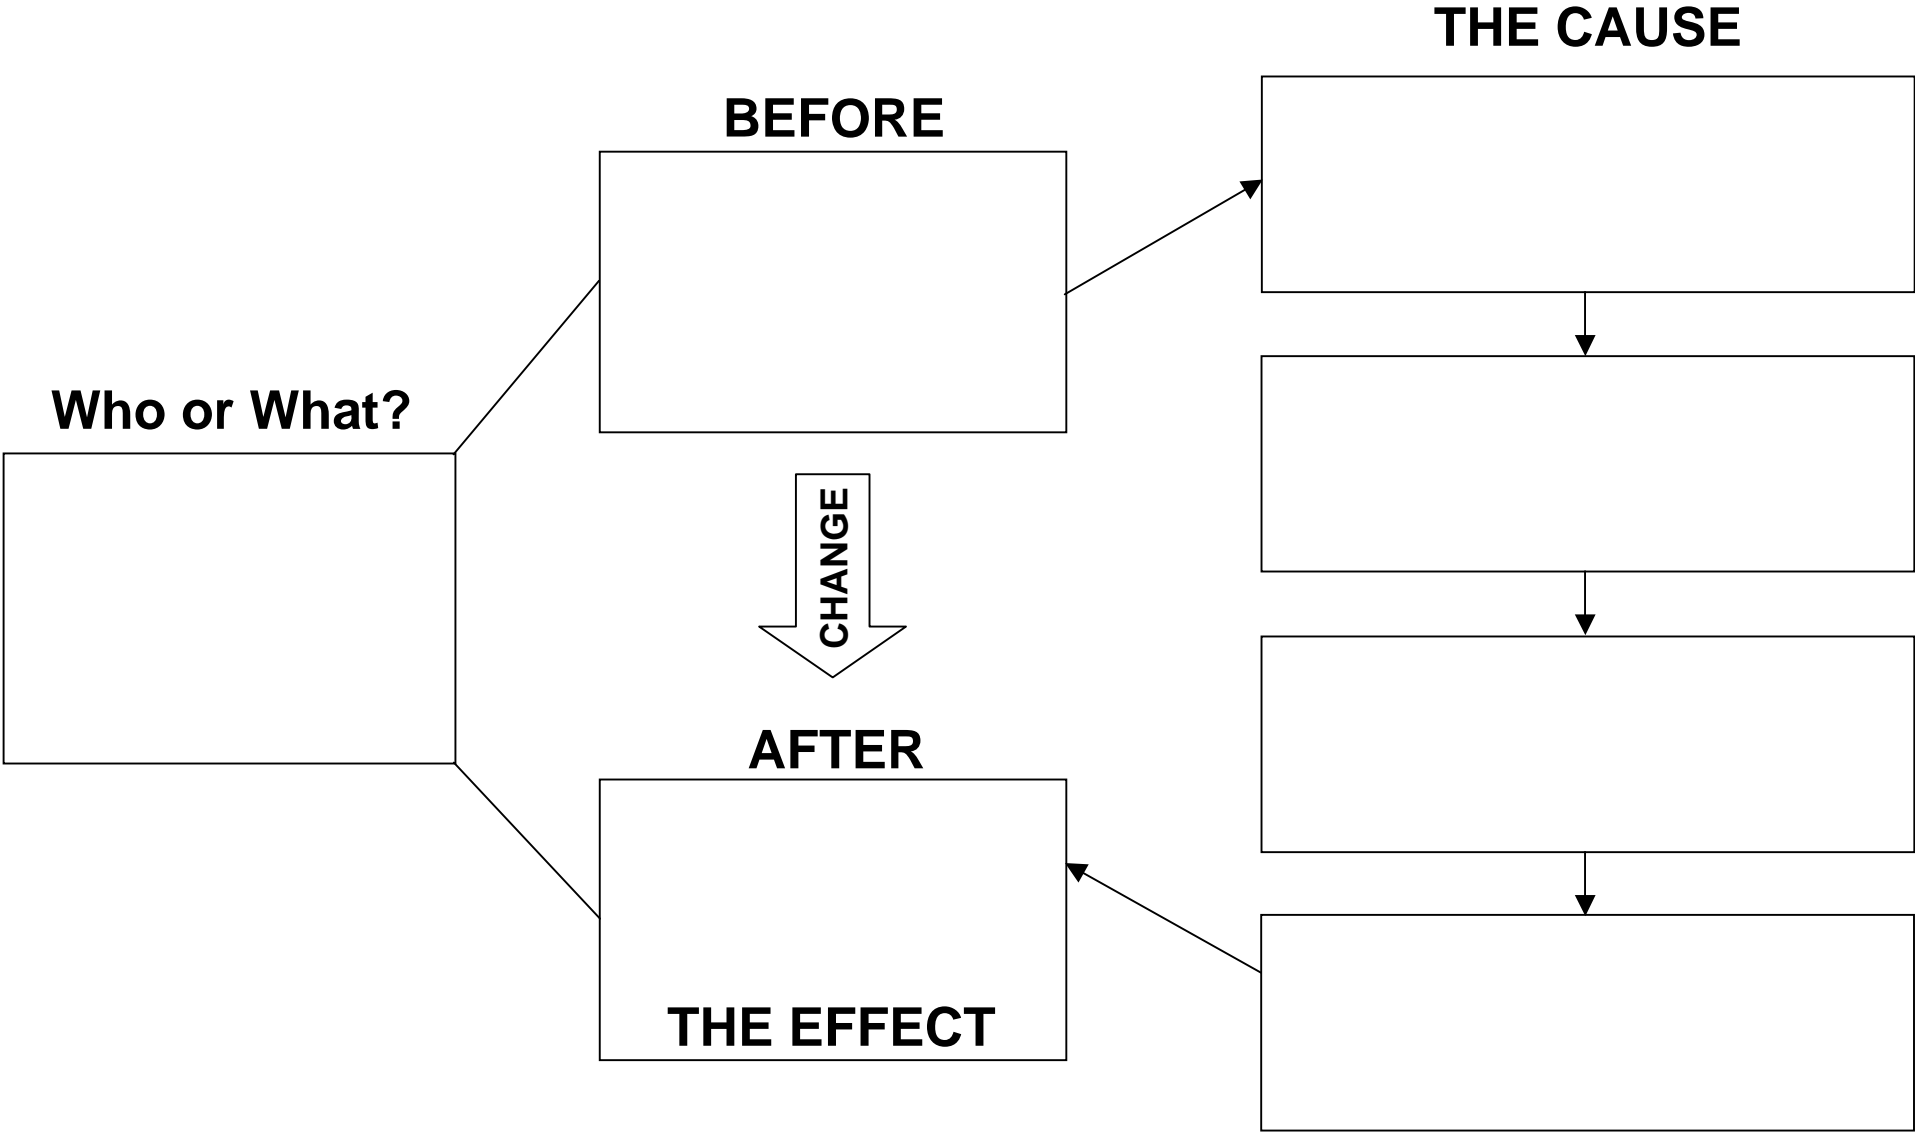 THE CAUSE
BEFORE
Who or What?
CHANGE
AFTER
THE EFFECT